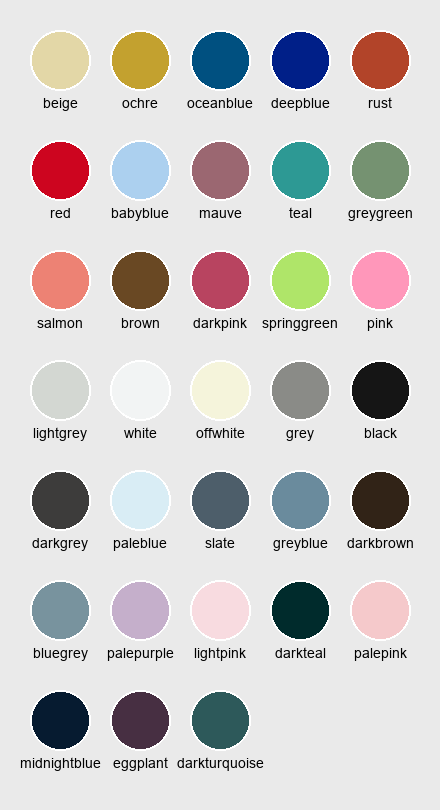 beige ochre oceanblue deepblue rust
red babyblue mauve teal greygreen
salmon brown darkpink springgreen pink
lightgrey white offwhite grey black
darkgrey paleblue slate greyblue darkbrown
bluegrey palepurple lightpink darkteal palepink
midnightblue eggplant darkturquoise